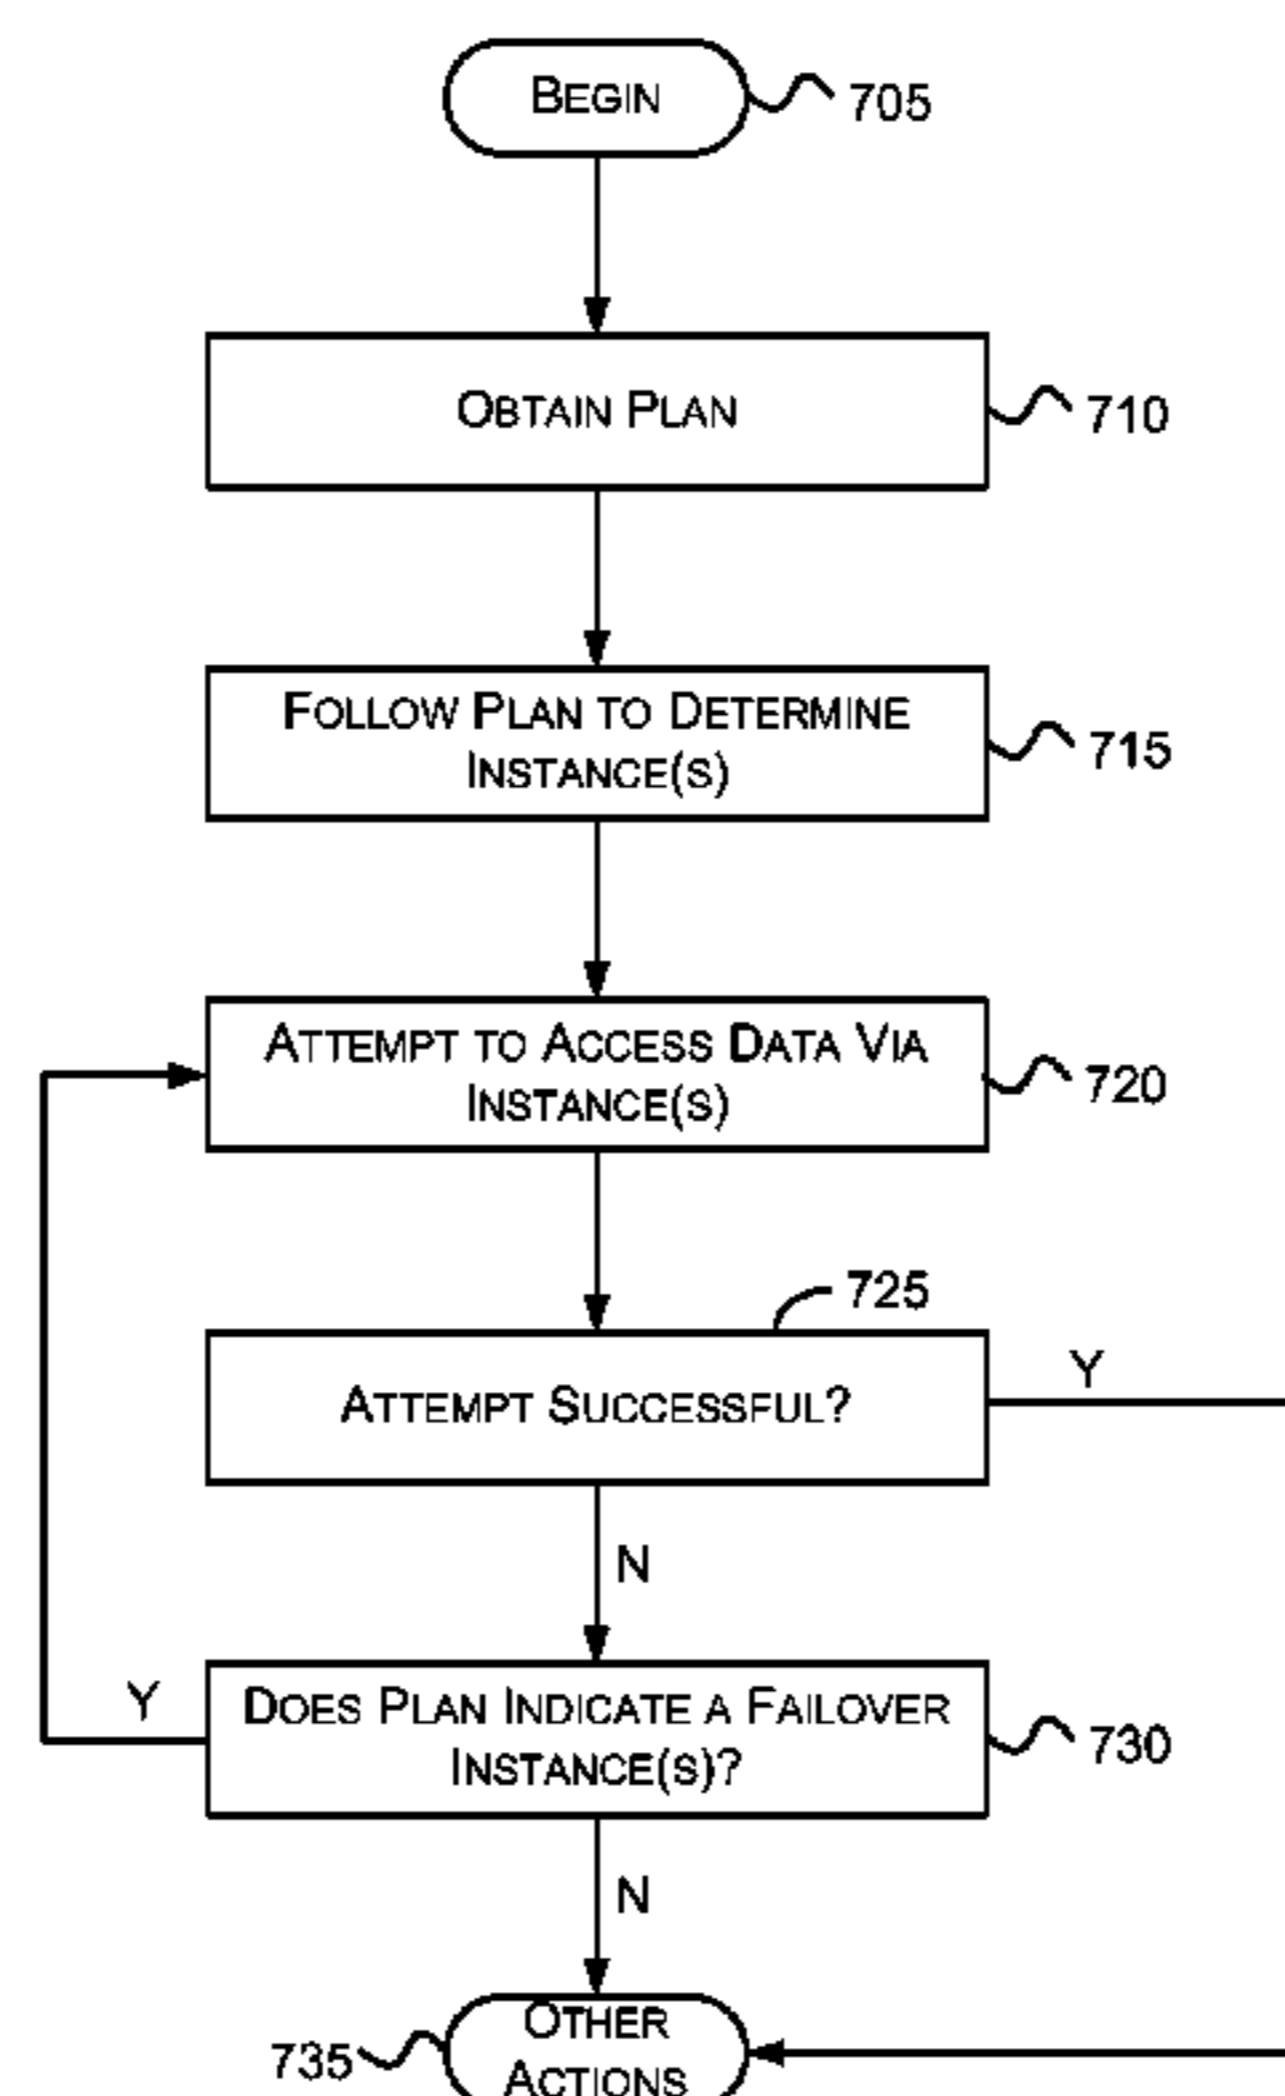 BEGIN
705
OBTAIN PLAN
710
FOLLOW PLAN TO DETERMINE
INSTANCE(S)
715
ATTEMPT TO ACCESS DATA VIA
INSTANCE(S)
720
725
ATTEMPT SUCCESSFUL?
Y
N
Y
DOES PLAN INDICATE A FAILOVER
INSTANCE(S)?
730
N
OTHER
ACTIONS
735